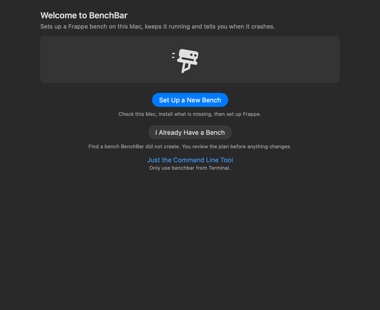 Welcome to BenchBar
Sets up a Frappe bench on this Mac, keeps it running and tells you when it crashes.
Set Up a New Bench
Check this Mac, install what is missing, then set up Frappe.
I Already Have a Bench
Find a bench BenchBar did not create. You review the plan before anything changes.
Just the Command Line Tool
Only use benchbar from Terminal.